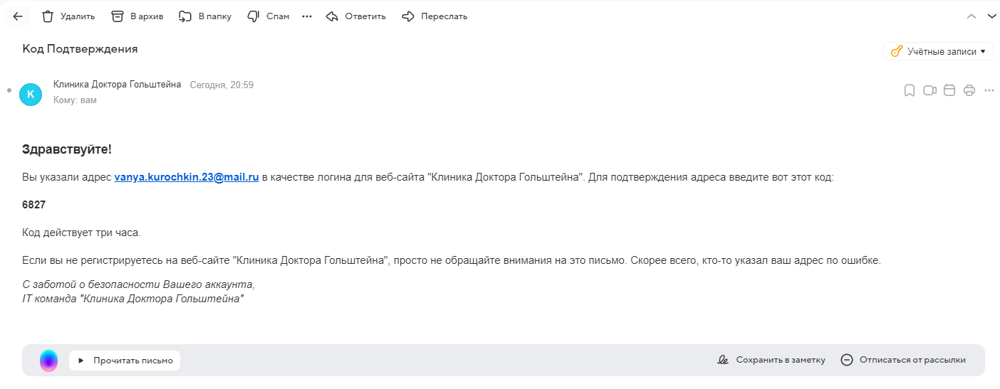 Удалить В архив В папку Спам ··· Ответить Переслать
Код Подтверждения
Учётные записи
К
Клиника Доктора Гольштейна Сегодня, 20:59
Кому: вам
Здравствуйте!
Вы указали адрес vanya.kurochkin.23@mail.ru в качестве логина для веб-сайта "Клиника Доктора Гольштейна". Для подтверждения адреса введите вот этот код:
6827
Код действует три часа.
Если вы не регистрируетесь на веб-сайте "Клиника Доктора Гольштейна", просто не обращайте внимания на это письмо. Скорее всего, кто-то указал ваш адрес по ошибке.
С заботой о безопасности Вашего аккаунта,
IT команда "Клиника Доктора Гольштейна"
Прочитать письмо Сохранить в заметку Отписаться от рассылки